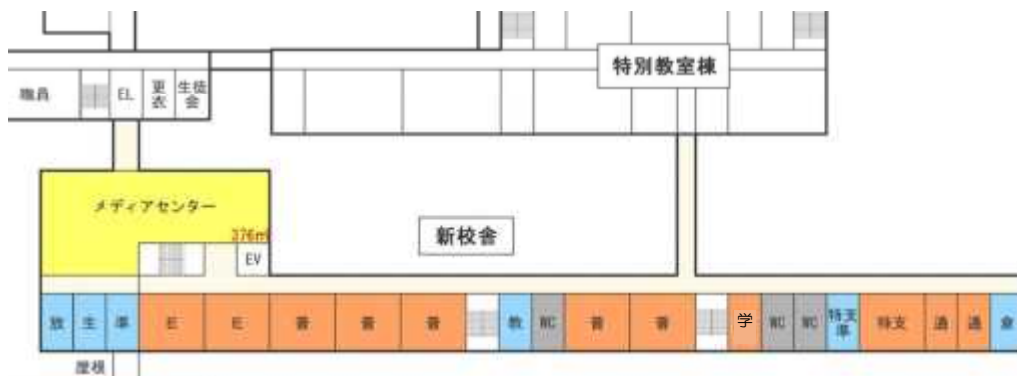 特別教室棟
職員
EL
更衣
生徒会
メディアセンター
376㎡
EV
新校舎
放 生 準 E E 普 普 普 教 WC 普 普 学 WC WC 特支準 特支 通 通 倉
屋根